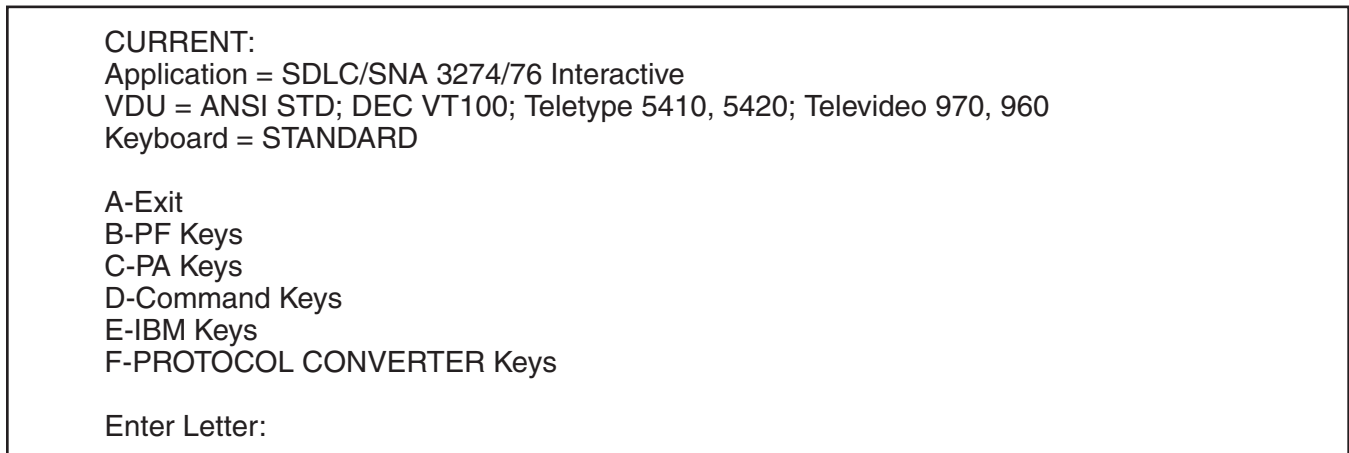 CURRENT:
Application = SDLC/SNA 3274/76 Interactive
VDU = ANSI STD; DEC VT100; Teletype 5410, 5420; Televideo 970, 960
Keyboard = STANDARD
A-Exit
B-PF Keys
C-PA Keys
D-Command Keys
E-IBM Keys
F-PROTOCOL CONVERTER Keys
Enter Letter: